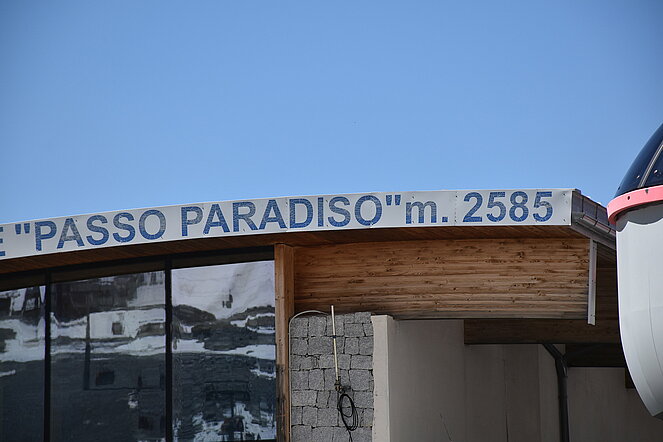 E "PASSO PARADISO" m. 2585